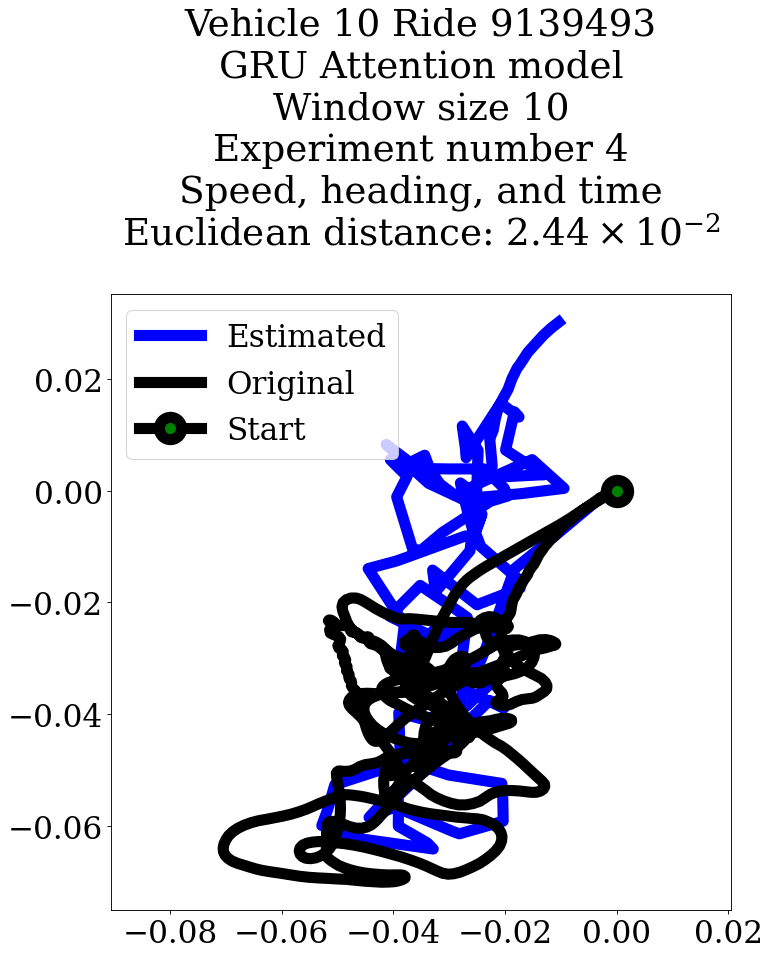 Vehicle 10 Ride 9139493
GRU Attention model
Window size 10
Experiment number 4
Speed, heading, and time
Euclidean distance: 2.44 × 10⁻²
Estimated
Original
Start
0.02
0.00
−0.02
−0.04
−0.06
−0.08 −0.06 −0.04 −0.02 0.00 0.02